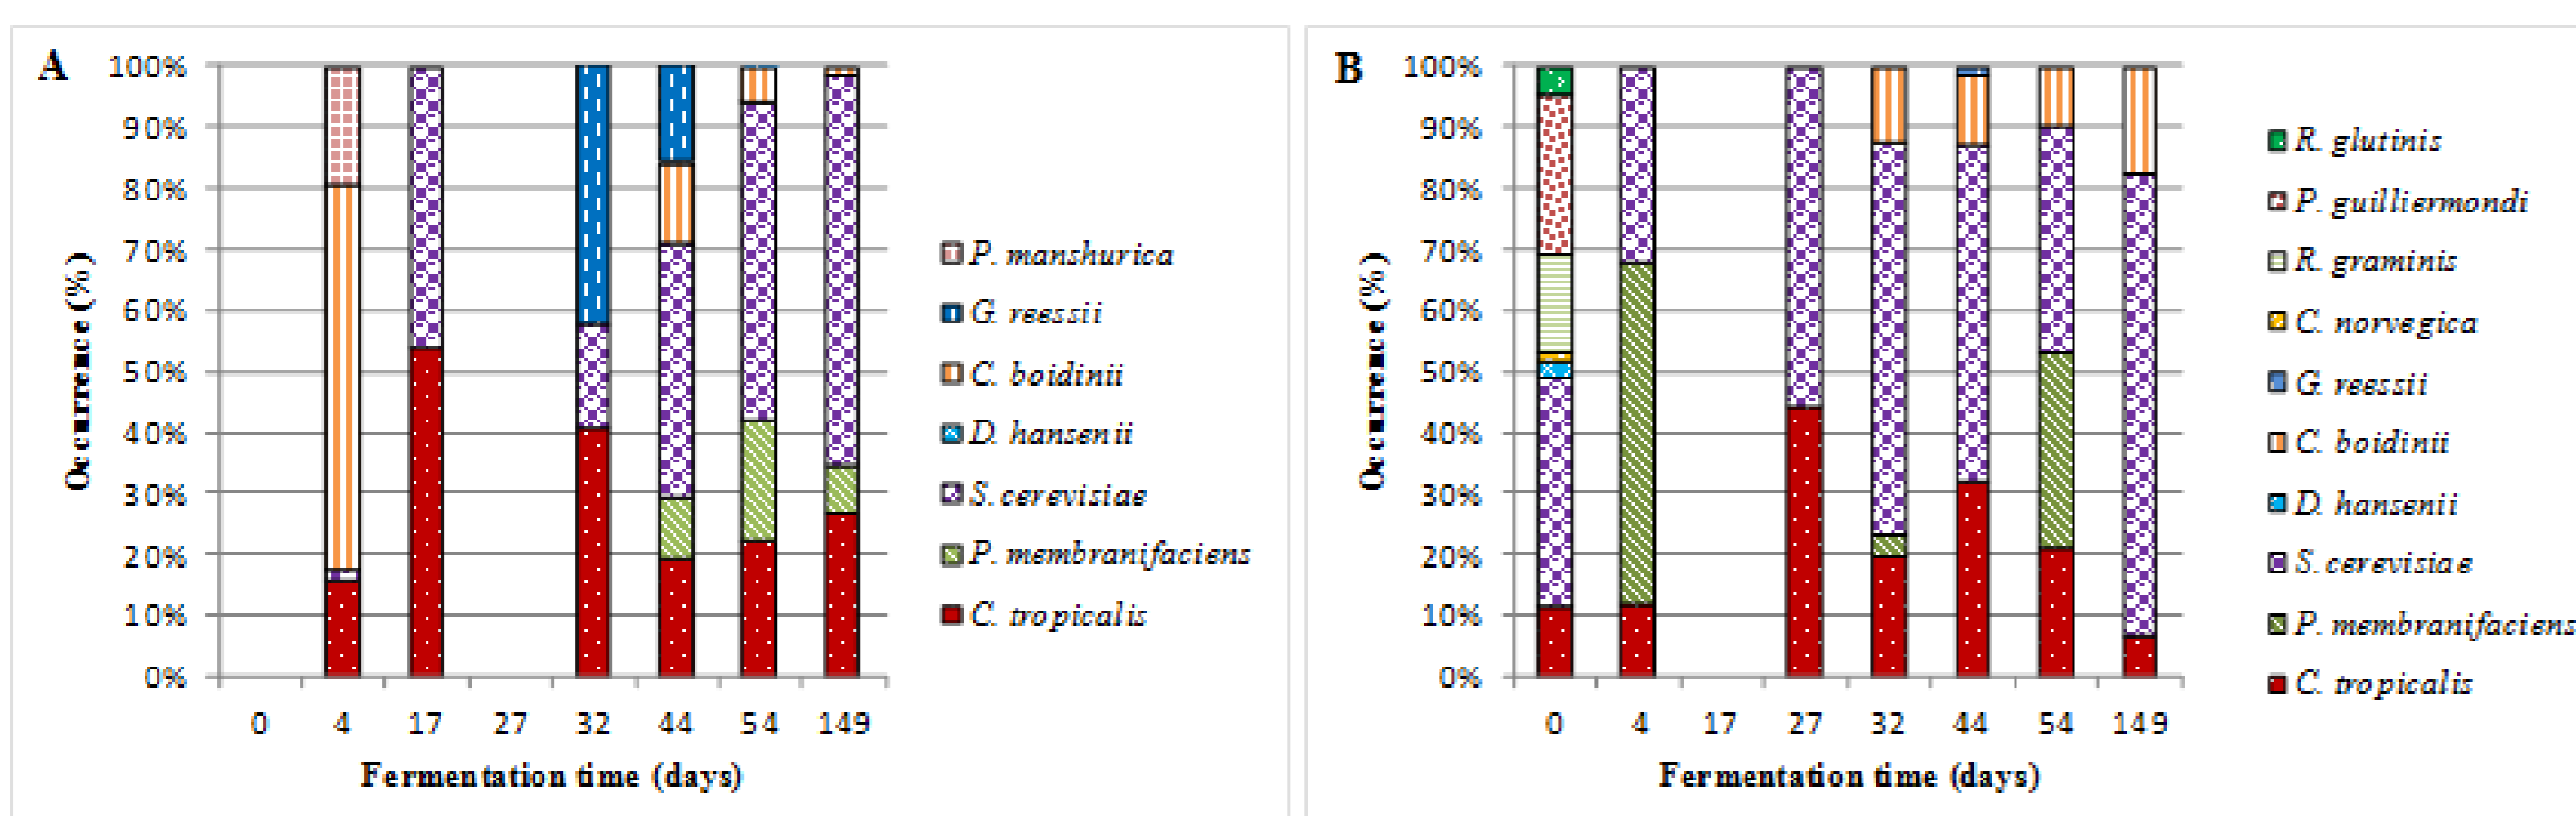 A
100%
90%
80%
70%
60%
50%
40%
30%
20%
10%
0%
Occurrence (%)
0 4 17 27 32 44 54 149
Fermentation time (days)
P. manshurica
G. reessii
C. boidinii
D. hansenii
S. cerevisiae
P. membranifaciens
C. tropicalis
B
100%
90%
80%
70%
60%
50%
40%
30%
20%
10%
0%
Occurrence (%)
0 4 17 27 32 44 54 149
Fermentation time (days)
R. glutinis
P. guilliermondi
R. graminis
C. norvegica
G. reessii
C. boidinii
D. hansenii
S. cerevisiae
P. membranifaciens
C. tropicalis